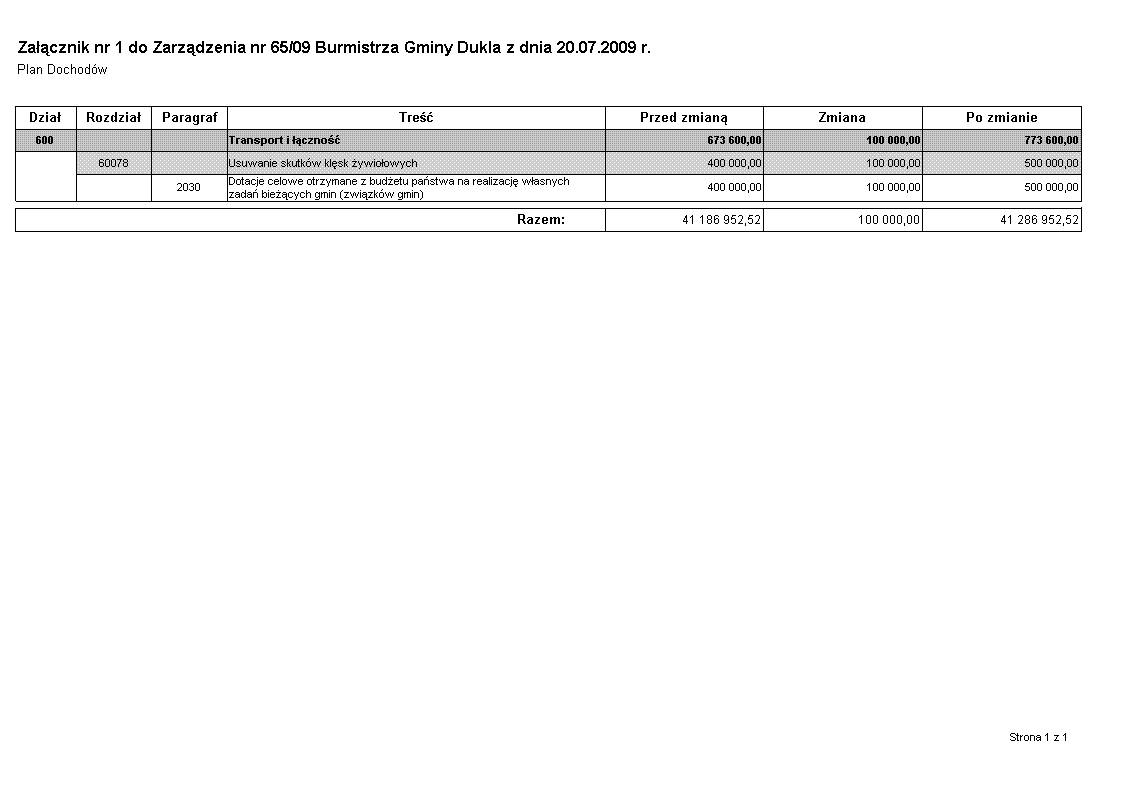 Załącznik nr 1 do Zarządzenia nr 65/09 Burmistrza Gminy Dukla z dnia 20.07.2009 r.
Plan Dochodów
Dział Rozdział Paragraf Treść Przed zmianą Zmiana Po zmianie
600 Transport i łączność 673 600,00 100 000,00 773 600,00
60078 Usuwanie skutków klęsk żywiołowych 400 000,00 100 000,00 500 000,00
2030 Dotacje celowe otrzymane z budżetu państwa na realizację własnych
zadań bieżących gmin (związków gmin) 400 000,00 100 000,00 500 000,00
Razem: 41 186 952,52 100 000,00 41 286 952,52
Strona 1 z 1